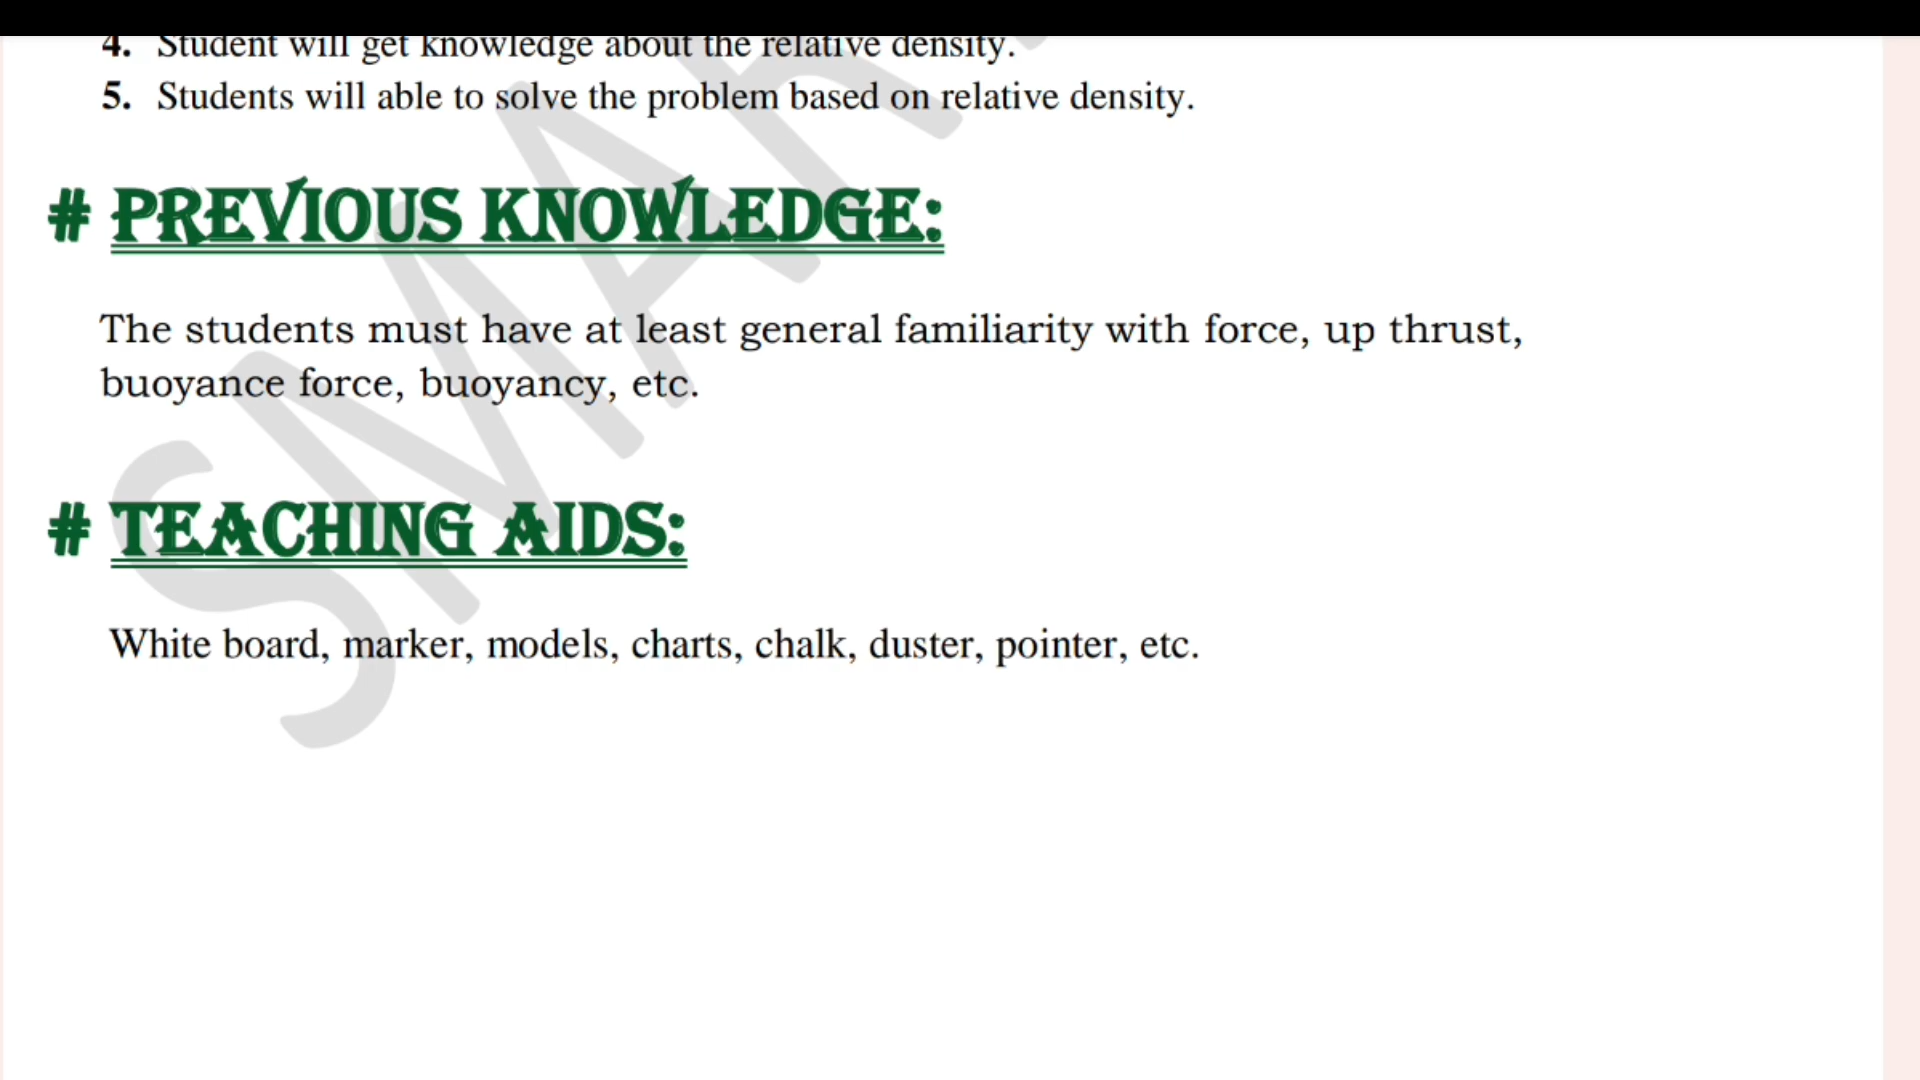 4. Student will get knowledge about the relative density.
5. Students will able to solve the problem based on relative density.
# PREVIOUS KNOWLEDGE:
The students must have at least general familiarity with force, up thrust,
buoyance force, buoyancy, etc.
# TEACHING AIDS:
White board, marker, models, charts, chalk, duster, pointer, etc.
SMAR